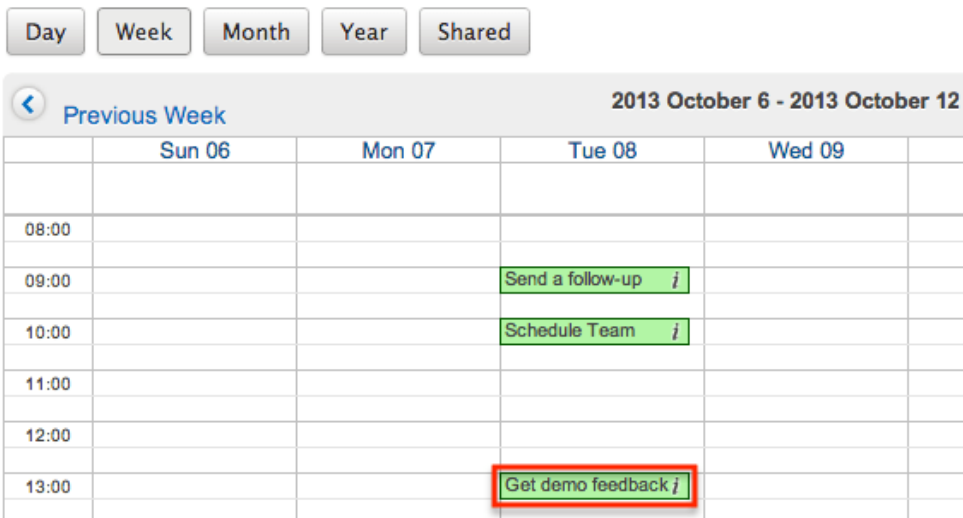 Day Week Month Year Shared
Previous Week 2013 October 6 - 2013 October 12
Sun 06 Mon 07 Tue 08 Wed 09
08:00
09:00 Send a follow-up i
10:00 Schedule Team i
11:00
12:00
13:00 Get demo feedback i